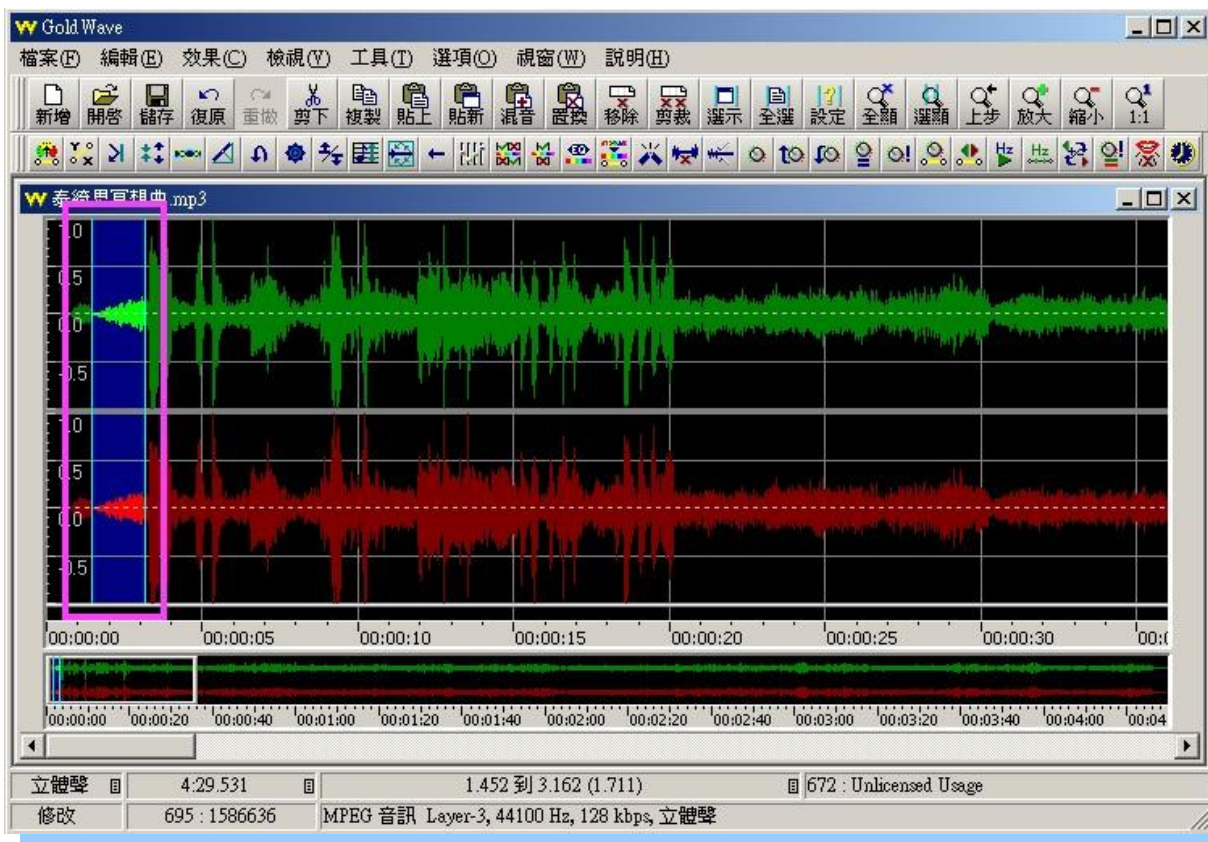 Gold Wave
檔案(F) 編輯(E) 效果(C) 檢視(V) 工具(T) 選項(O) 視窗(W) 說明(H)
新增 開啓 儲存 復原 重做 剪下 複製 貼上 貼新 混音 置換 移除 剪裁 選示 全選 設定 全顯 選顯 上步 放大 縮小 1:1
泰綺思冥想曲.mp3
1.0
0.5
0.0
-0.5
1.0
0.5
0.0
-0.5
00:00:00 00:00:05 00:00:10 00:00:15 00:00:20 00:00:25 00:00:30 00:(
00:00:00 00:00:20 00:00:40 00:01:00 00:01:20 00:01:40 00:02:00 00:02:20 00:02:40 00:03:00 00:03:20 00:03:40 00:04:00 00:04
立體聲 4:29.531 1.452 到 3.162 (1.711) 672 : Unlicensed Usage
修改 695 : 1586636 MPEG 音訊 Layer-3, 44100 Hz, 128 kbps, 立體聲